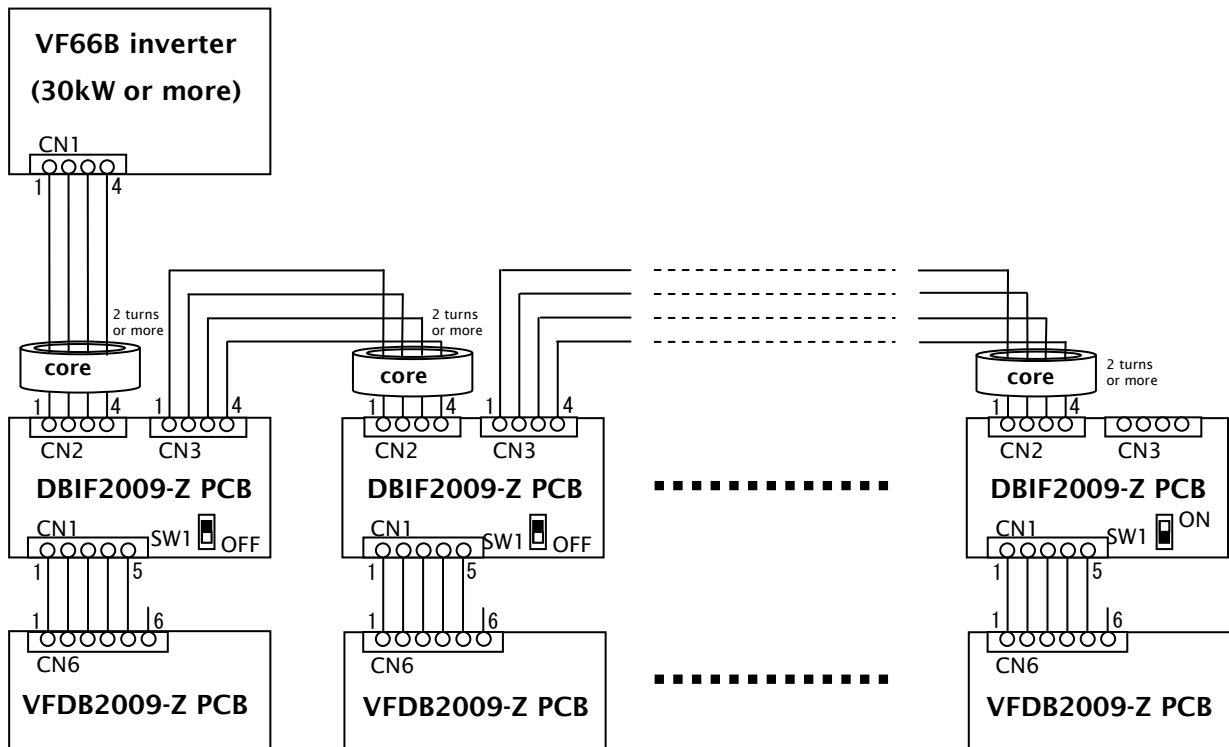 VF66B inverter
(30kW or more)
CN1
1 4
2 turns
or more
2 turns
or more
core
core
core
2 turns
or more
1 4 1 4 1 4 1 4 1 4
CN2 CN3 CN2 CN3 CN2 CN3
DBIF2009-Z PCB DBIF2009-Z PCB DBIF2009-Z PCB
CN1 SW1 OFF CN1 SW1 OFF CN1 SW1 ON
1 5 1 5 1 5
1 6 1 6 1 6
CN6 CN6 CN6
VFDB2009-Z PCB VFDB2009-Z PCB VFDB2009-Z PCB